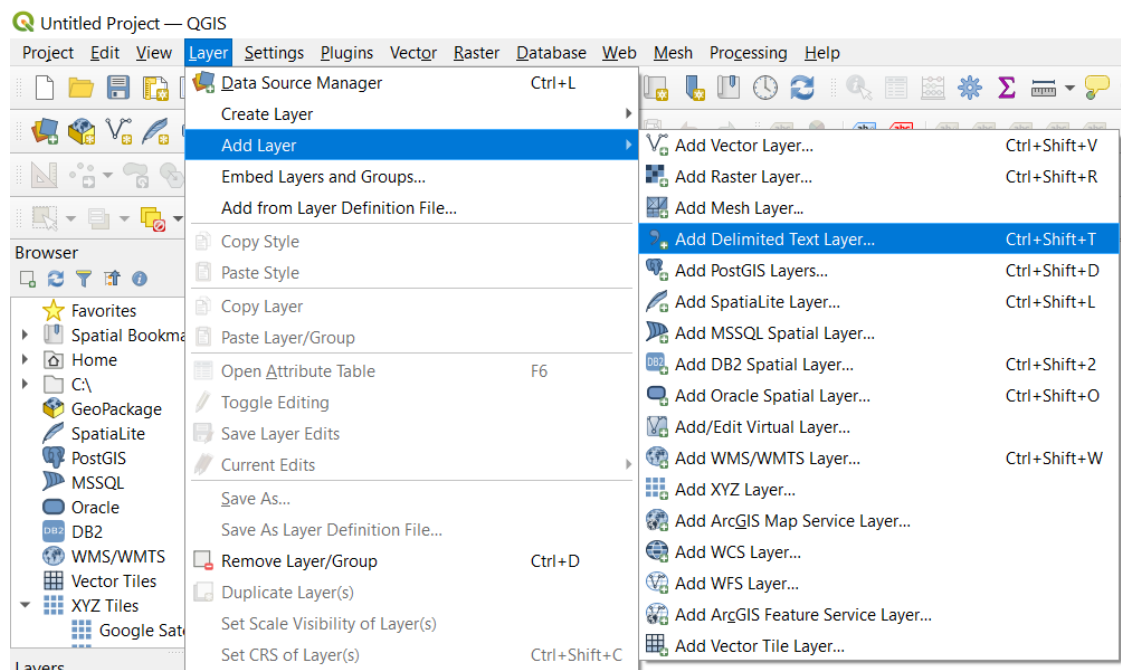 Untitled Project — QGIS
Project Edit View Layer Settings Plugins Vector Raster Database Web Mesh Processing Help
Data Source Manager Ctrl+L
Create Layer
Add Layer
Embed Layers and Groups...
Add from Layer Definition File...
Copy Style
Paste Style
Copy Layer
Paste Layer/Group
Open Attribute Table F6
Toggle Editing
Save Layer Edits
Current Edits
Save As...
Save As Layer Definition File...
Remove Layer/Group Ctrl+D
Duplicate Layer(s)
Set Scale Visibility of Layer(s)
Set CRS of Layer(s) Ctrl+Shift+C
Add Vector Layer... Ctrl+Shift+V
Add Raster Layer... Ctrl+Shift+R
Add Mesh Layer...
Add Delimited Text Layer... Ctrl+Shift+T
Add PostGIS Layers... Ctrl+Shift+D
Add SpatiaLite Layer... Ctrl+Shift+L
Add MSSQL Spatial Layer...
Add DB2 Spatial Layer... Ctrl+Shift+2
Add Oracle Spatial Layer... Ctrl+Shift+O
Add/Edit Virtual Layer...
Add WMS/WMTS Layer... Ctrl+Shift+W
Add XYZ Layer...
Add ArcGIS Map Service Layer...
Add WCS Layer...
Add WFS Layer...
Add ArcGIS Feature Service Layer...
Add Vector Tile Layer...
Browser
Favorites
Spatial Bookma
Home
C:\
GeoPackage
SpatiaLite
PostGIS
MSSQL
Oracle
DB2
WMS/WMTS
Vector Tiles
XYZ Tiles
Google Sate
Layers